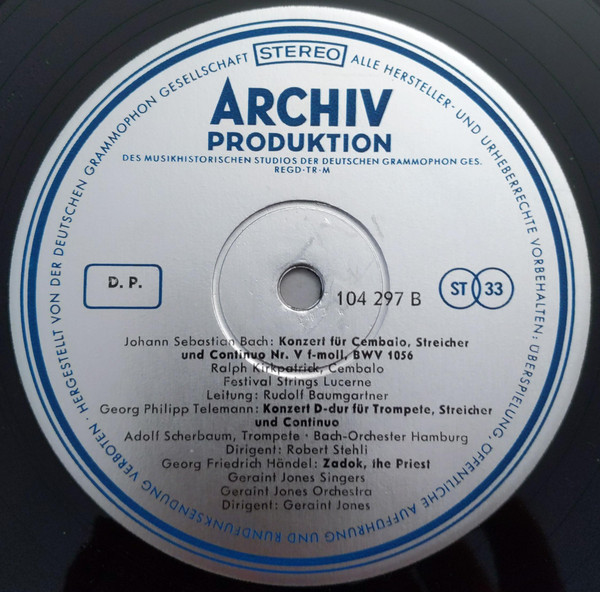 HERGESTELLT VON DER DEUTSCHEN GRAMMOPHON GESELLSCHAFT
STEREO
ALLE HERSTELLER- UND URHEBERRECHTE VORBEHALTEN: ÜBERSPIELUNG · ÖFFENTLICHE AUFFÜHRUNG UND RUNDFUNKSENDUNG VERBOTEN ·
ARCHIV
PRODUKTION
DES MUSIKHISTORISCHEN STUDIOS DER DEUTSCHEN GRAMMOPHON GES.
REGD·TR·M
D. P.
104 297 B
ST 33
Johann Sebastian Bach: Konzert für Cembalo, Streicher
und Continuo Nr. V f-moll, BWV 1056
Ralph Kirkpatrick, Cembalo
Festival Strings Lucerne
Leitung: Rudolf Baumgartner
Georg Philipp Telemann: Konzert D-dur für Trompete, Streicher
und Continuo
Adolf Scherbaum, Trompete · Bach-Orchester Hamburg
Dirigent: Robert Stehli
Georg Friedrich Händel: Zadok, the Priest
Geraint Jones Singers
Geraint Jones Orchestra
Dirigent: Geraint Jones